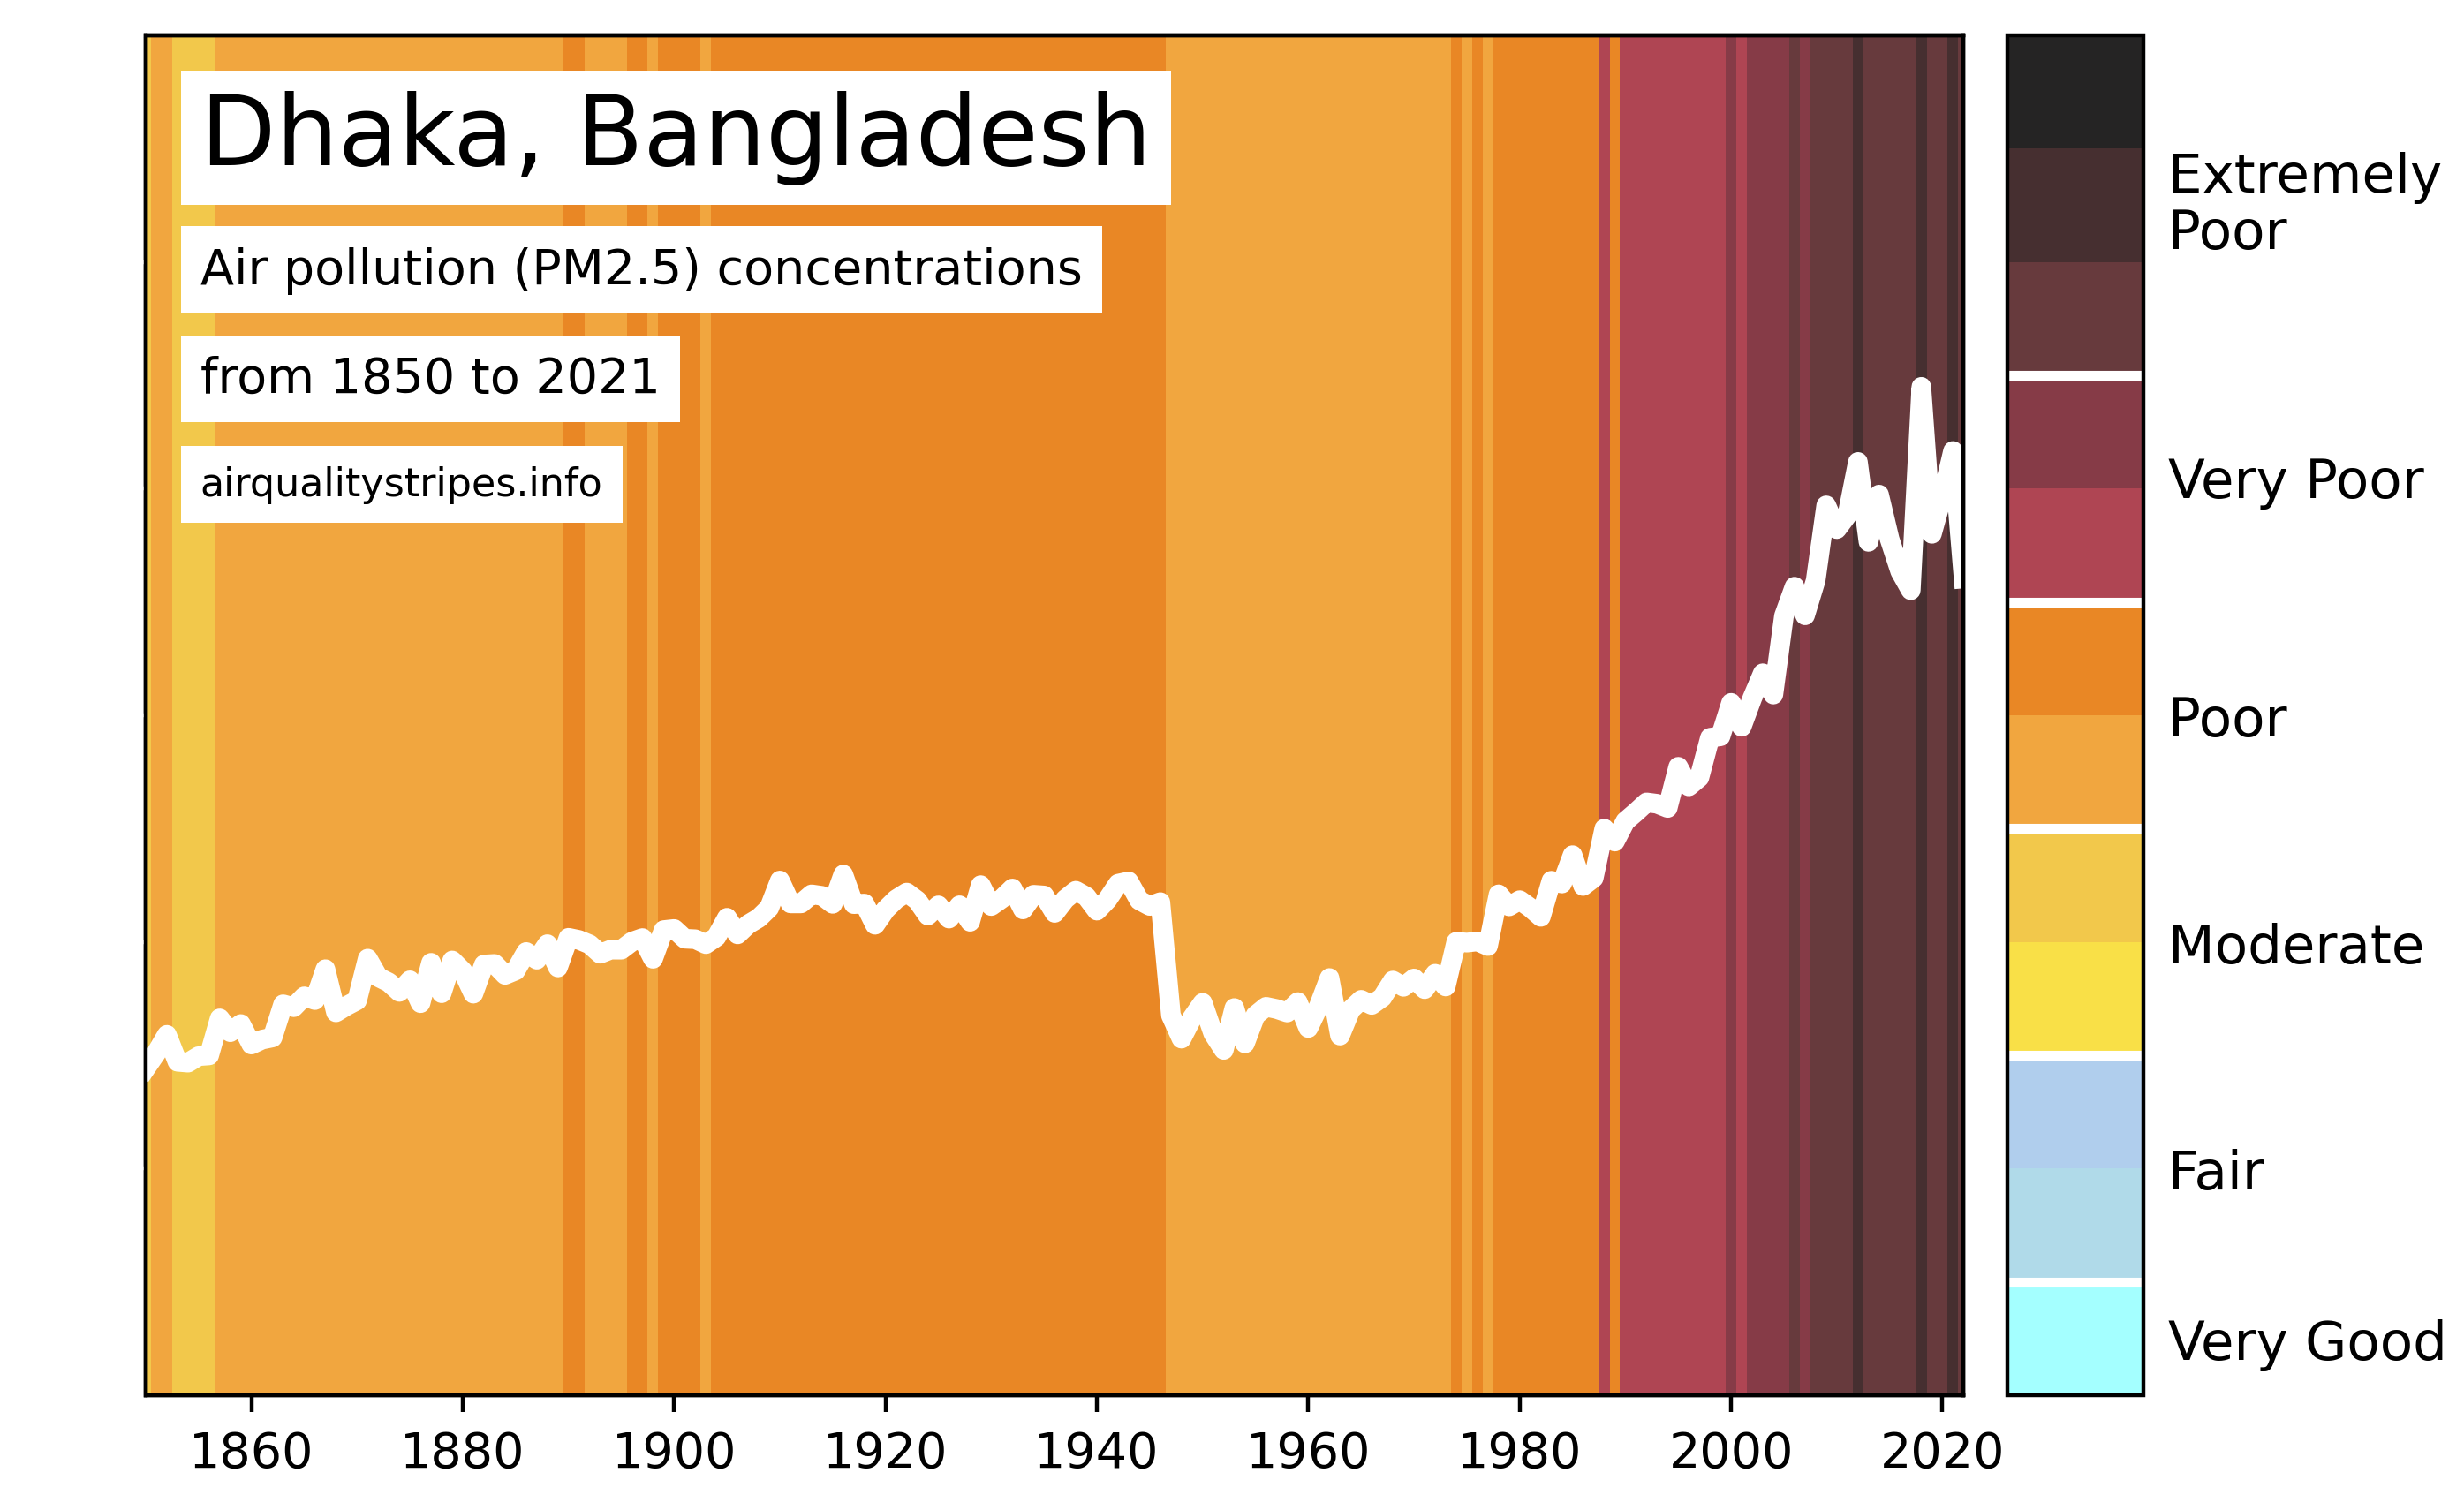 Dhaka, Bangladesh
Air pollution (PM2.5) concentrations
from 1850 to 2021
airqualitystripes.info
Extremely
Poor
Very Poor
Poor
Moderate
Fair
Very Good
1860 1880 1900 1920 1940 1960 1980 2000 2020